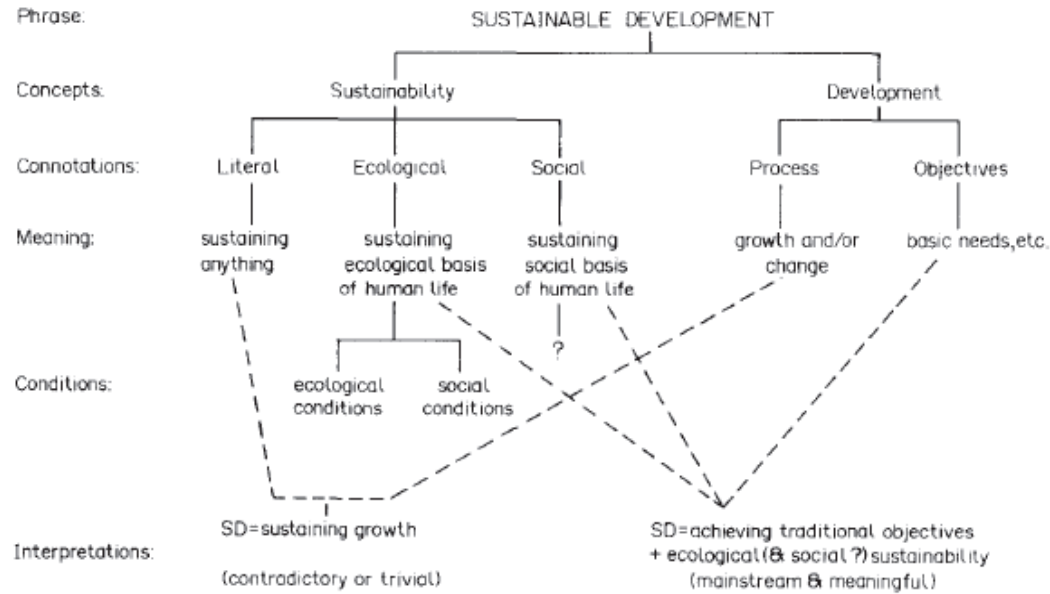 Phrase: SUSTAINABLE DEVELOPMENT
Concepts: Sustainability Development
Connotations: Literal Ecological Social Process Objectives
Meaning: sustaining anything sustaining ecological basis of human life sustaining social basis of human life growth and/or change basic needs, etc.
?
Conditions: ecological conditions social conditions
SD=sustaining growth
(contradictory or trivial)
Interpretations:
SD=achieving traditional objectives
+ ecological (& social ?) sustainability
(mainstream & meaningful)